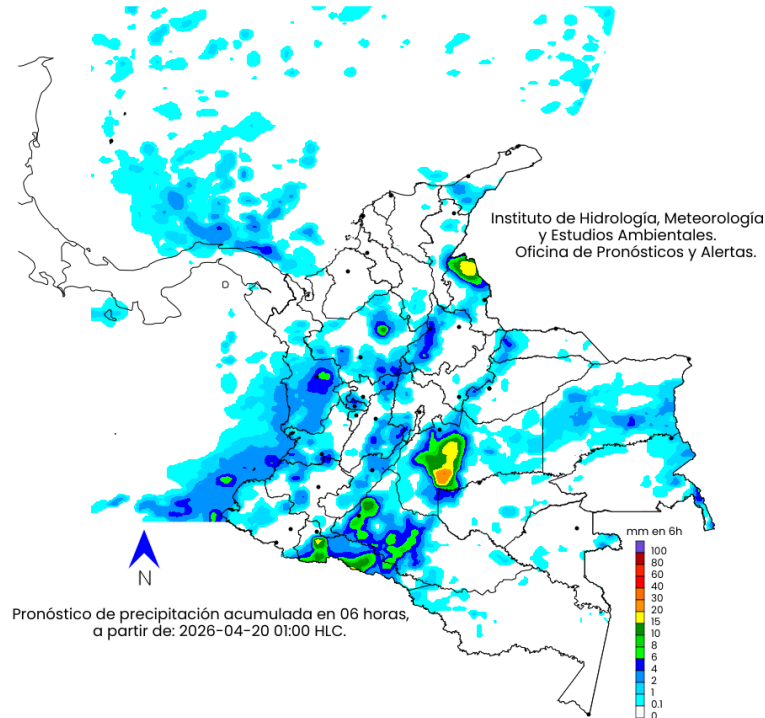 Instituto de Hidrología, Meteorología
y Estudios Ambientales.
Oficina de Pronósticos y Alertas.
N
Pronóstico de precipitación acumulada en 06 horas,
a partir de: 2026-04-20 01:00 HLC.
mm en 6h
100
80
60
40
30
20
15
10
8
6
4
2
1
0.1
0